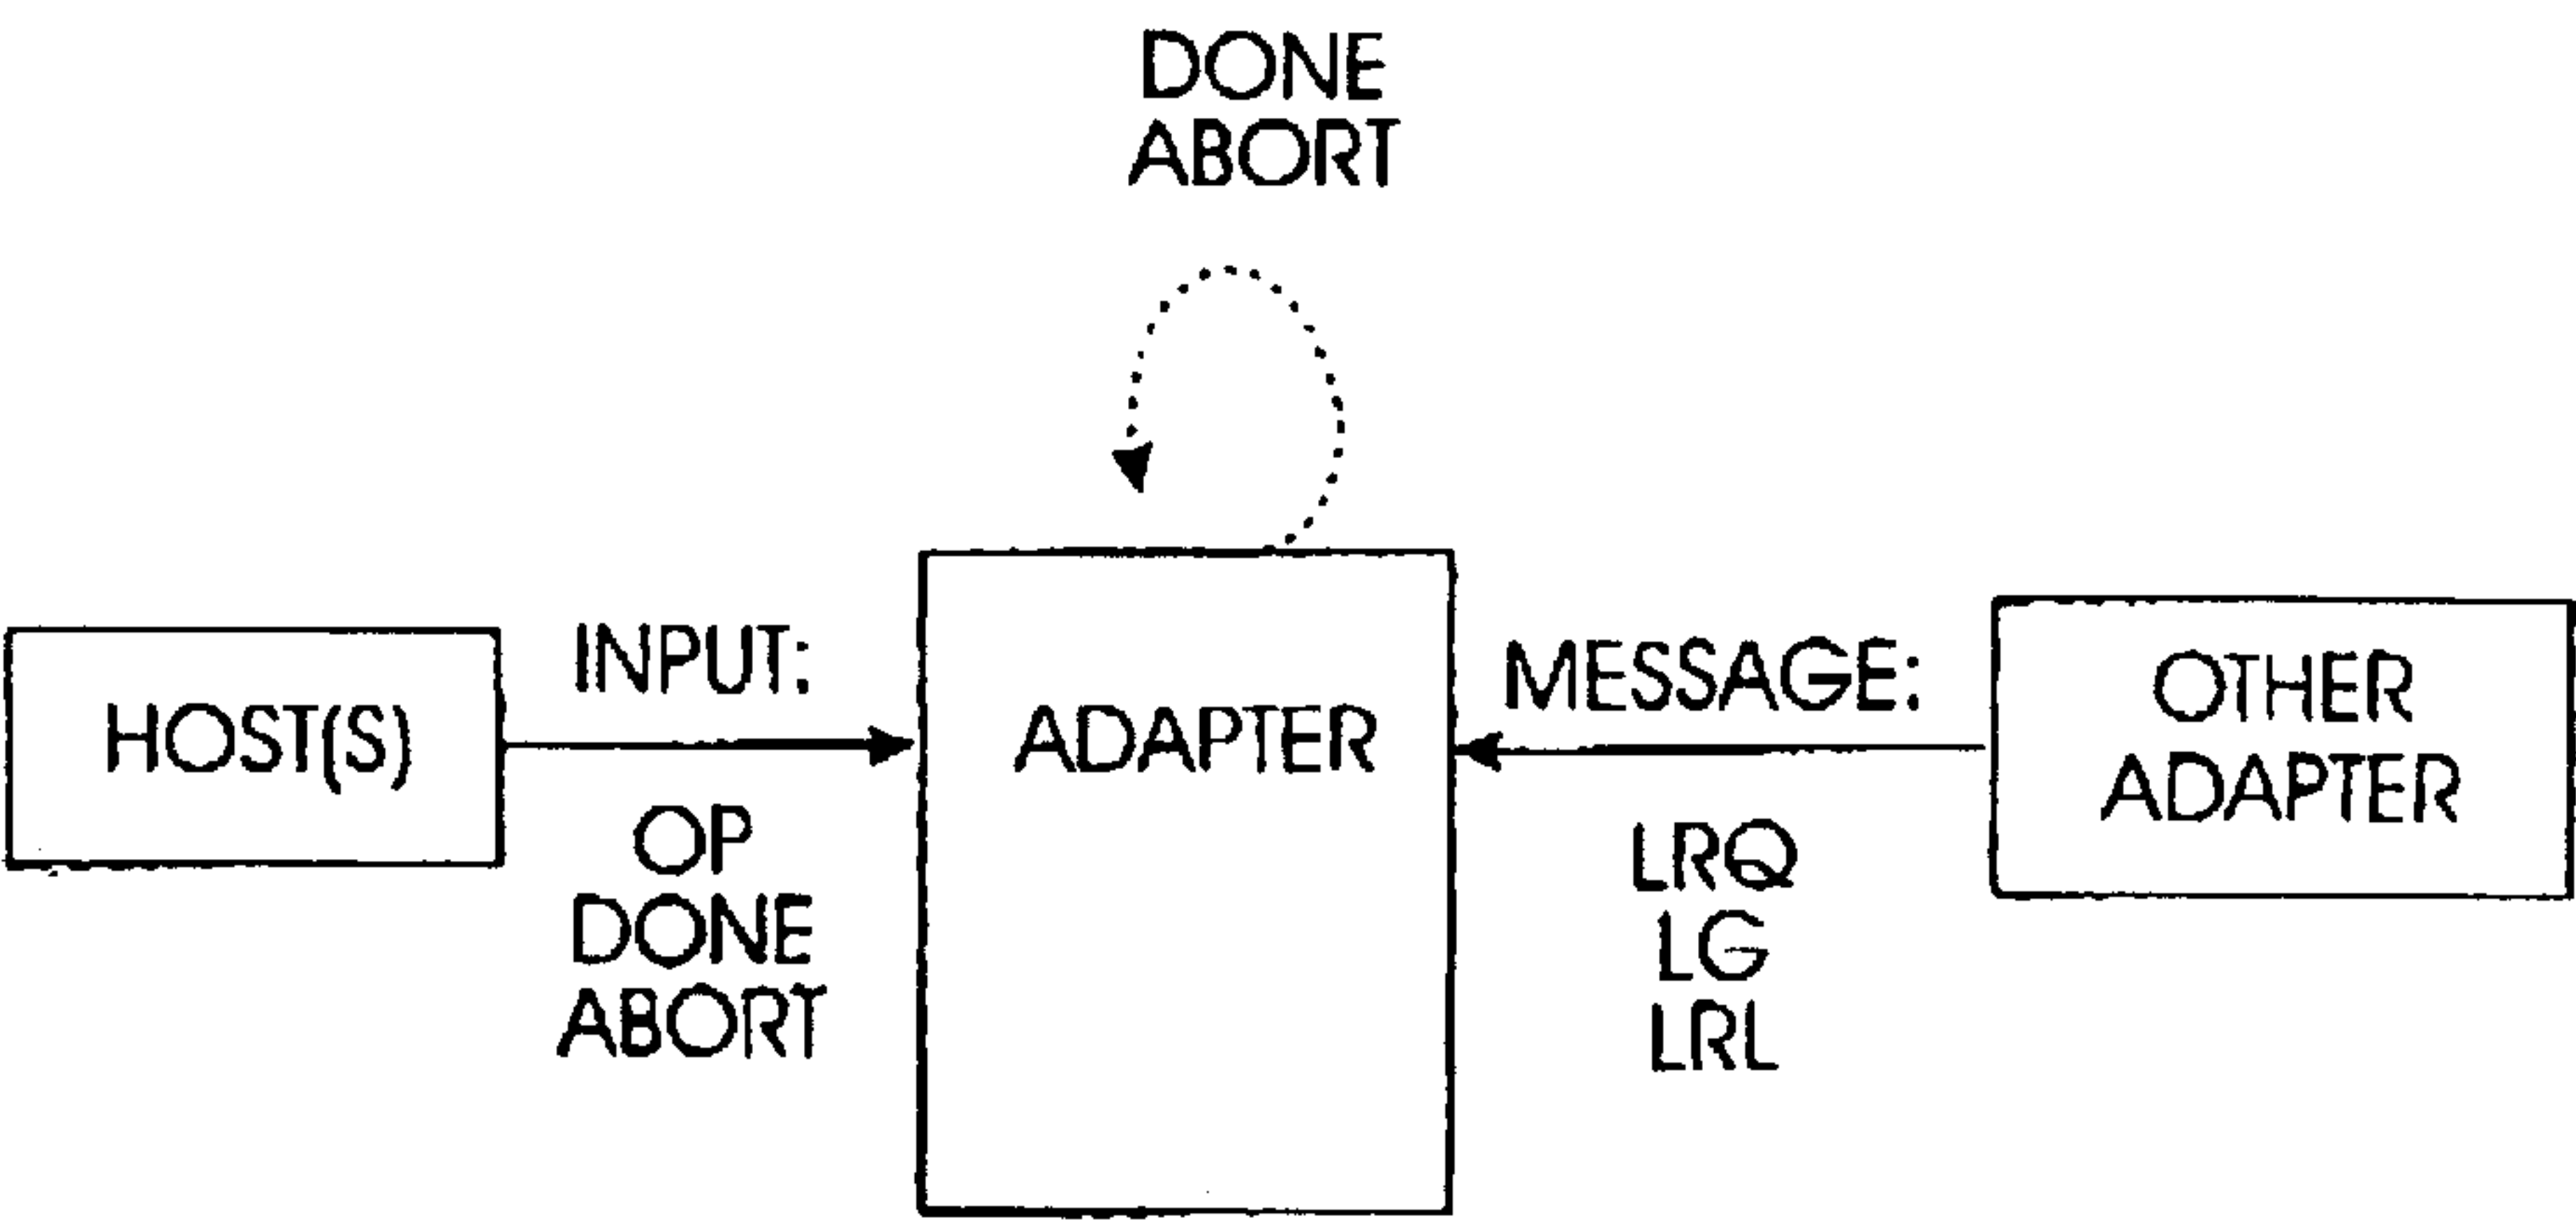 DONE
ABORT
HOST(S)
INPUT:
OP
DONE
ABORT
ADAPTER
MESSAGE:
LRQ
LG
LRL
OTHER
ADAPTER